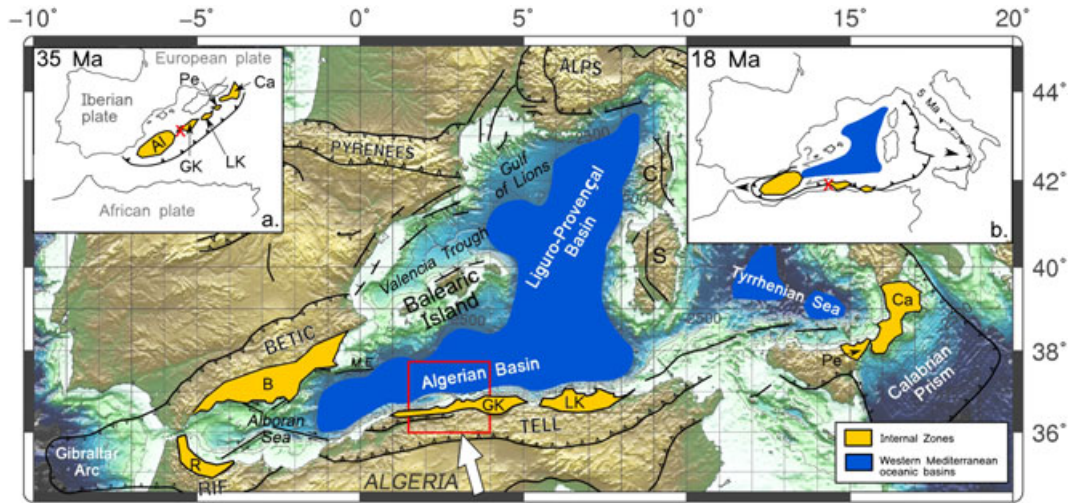 -10° -5° 0° 5° 10° 15° 20°
35 Ma
European plate
Pe
Ca
Iberian plate
Al
GK
LK
African plate
a.
18 Ma
5 Ma
b.
ALPS
PYRENEES
Gulf
of Lions
2500
C
Liguro-Provençal
Basin
S
Valencia Trough
Balearic
Island
2500
2500
Tyrrhenian Sea
Ca
Pe
Calabrian
Prism
BETIC
B
M.E.
Algerian Basin
GK
LK
TELL
Alboran
Sea
Gibraltar
Arc
R
RIF
ALGERIA
Internal Zones
Western Mediterranean
oceanic basins
44°
42°
40°
38°
36°